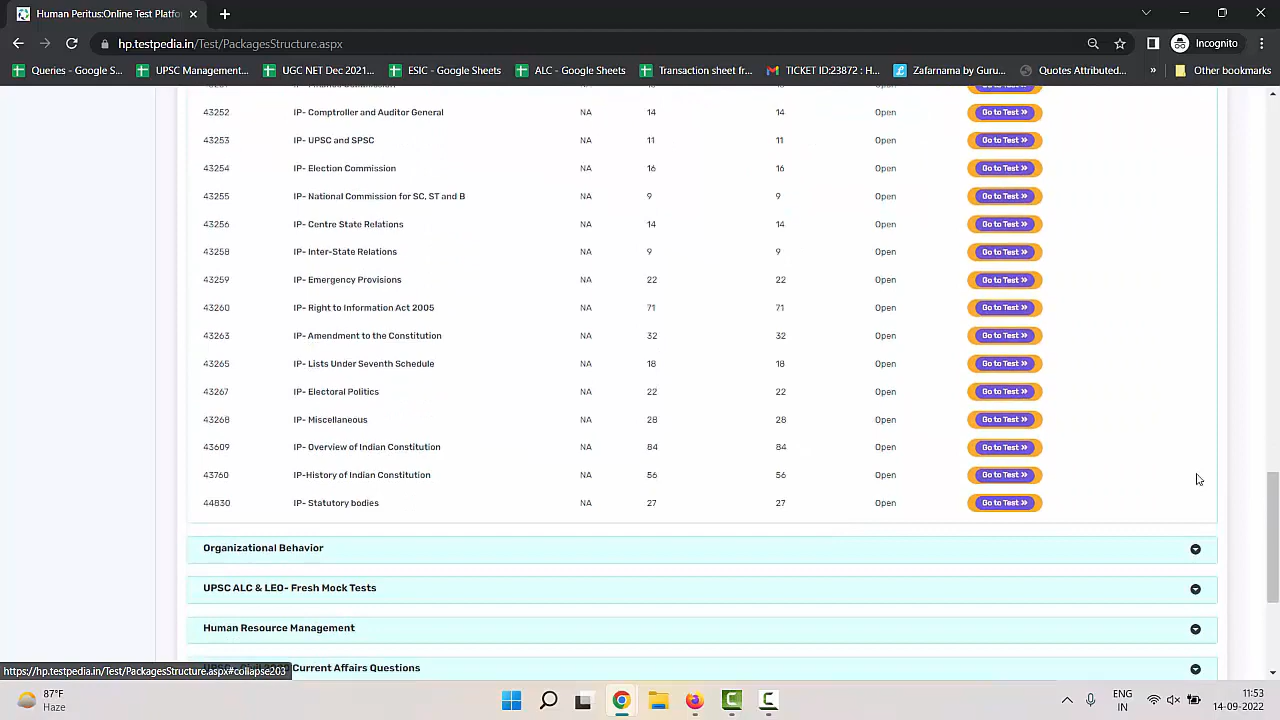 Human Peritus:Online Test Platfo
hp.testpedia.in/Test/PackagesStructure.aspx
Incognito
Queries - Google S...
UPSC Management...
UGC NET Dec 2021...
ESIC - Google Sheets
ALC - Google Sheets
Transaction sheet fr...
TICKET ID:23872 : H...
Zafarnama by Guru...
Quotes Attributed...
»
Other bookmarks
43252 IP- Comptroller and Auditor General NA 14 14 Open Go to Test »
43253 IP- UPSC and SPSC NA 11 11 Open Go to Test »
43254 IP- Election Commission NA 16 16 Open Go to Test »
43255 IP- National Commission for SC, ST and B NA 9 9 Open Go to Test »
43256 IP- Centre State Relations NA 14 14 Open Go to Test »
43258 IP- Inter-State Relations NA 9 9 Open Go to Test »
43259 IP- Emergency Provisions NA 22 22 Open Go to Test »
43260 IP- Right to Information Act 2005 NA 71 71 Open Go to Test »
43263 IP- Amendment to the Constitution NA 32 32 Open Go to Test »
43265 IP- Lists Under Seventh Schedule NA 18 18 Open Go to Test »
43267 IP- Electoral Politics NA 22 22 Open Go to Test »
43268 IP- Miscellaneous NA 28 28 Open Go to Test »
43609 IP- Overview of Indian Constitution NA 84 84 Open Go to Test »
43760 IP-History of Indian Constitution NA 56 56 Open Go to Test »
44830 IP- Statutory bodies NA 27 27 Open Go to Test »
Organizational Behavior
UPSC ALC & LEO- Fresh Mock Tests
Human Resource Management
Current Affairs Questions
https://hp.testpedia.in/Test/PackagesStructure.aspx#collapse203
87°F
Haze
ENG
IN
11:53
14-09-2022